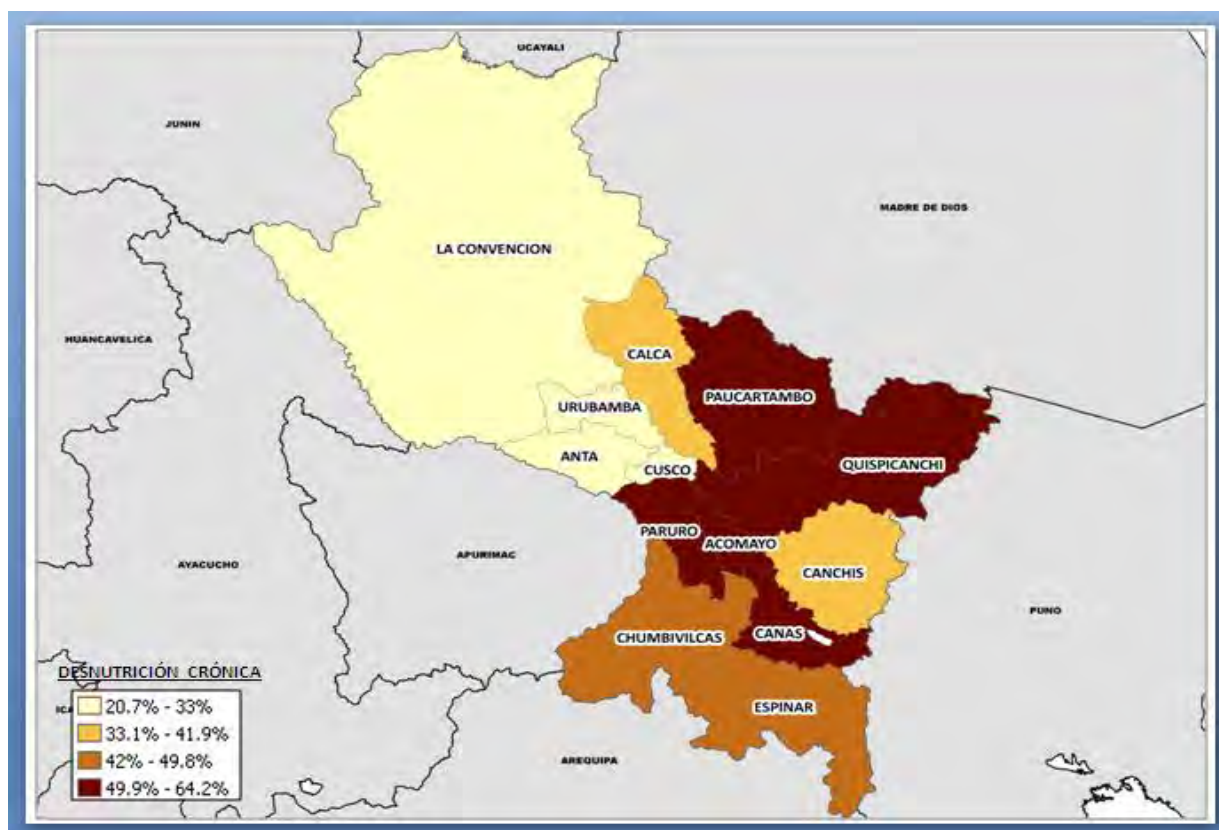 UCAYALI
JUNIN
MADRE DE DIOS
LA CONVENCION
HUANCAVELICA
CALCA
PAUCARTAMBO
URUBAMBA
ANTA
CUSCO
QUISPICANCHI
PARURO
ACOMAYO
APURIMAC
AYACUCHO
CANCHIS
PUNO
CHUMBIVILCAS
CANAS
ESPINAR
AREQUIPA
DESNUTRICIÓN CRÓNICA
20.7% - 33%
33.1% - 41.9%
42% - 49.8%
49.9% - 64.2%